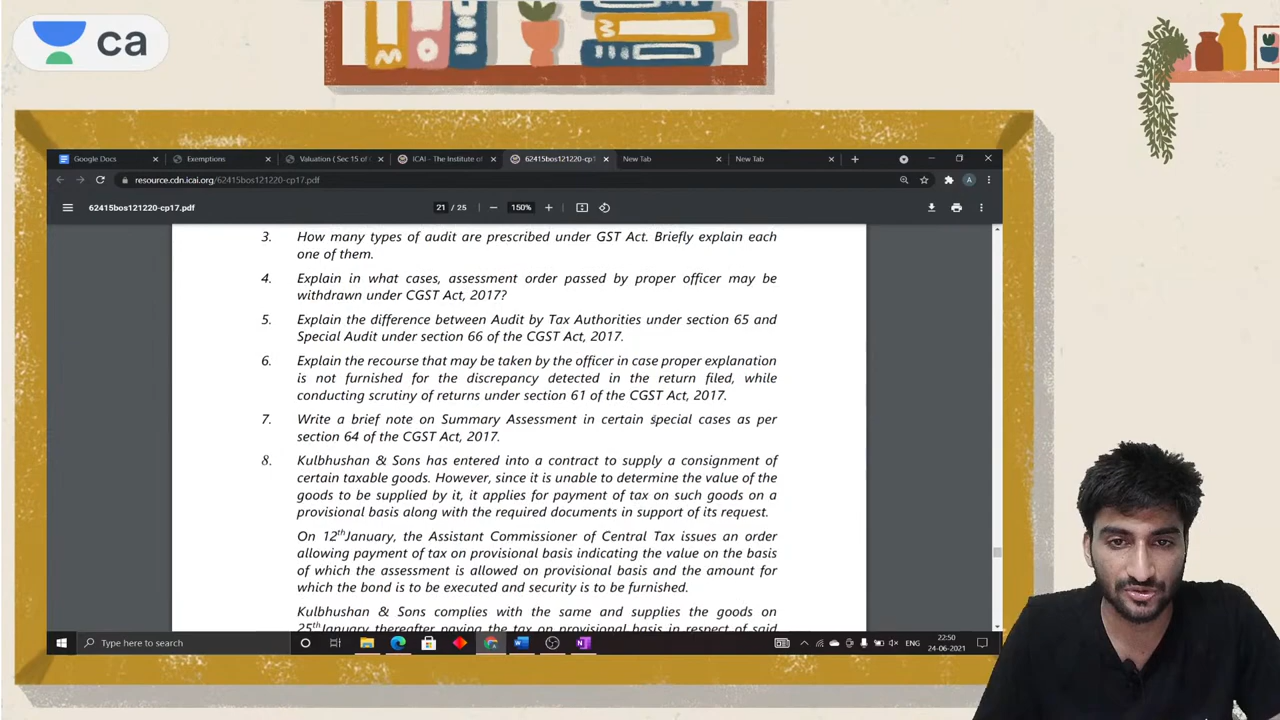 ca
Google Docs
Exemptions
Valuation ( Sec 15 of
ICAI - The Institute of
62415bos121220-cp1
New Tab
New Tab
resource.cdn.icai.org/62415bos121220-cp17.pdf
A
62415bos121220-cp17.pdf
21 / 25
150%
3. How many types of audit are prescribed under GST Act. Briefly explain each
one of them.
4. Explain in what cases, assessment order passed by proper officer may be
withdrawn under CGST Act, 2017?
5. Explain the difference between Audit by Tax Authorities under section 65 and
Special Audit under section 66 of the CGST Act, 2017.
6. Explain the recourse that may be taken by the officer in case proper explanation
is not furnished for the discrepancy detected in the return filed, while
conducting scrutiny of returns under section 61 of the CGST Act, 2017.
7. Write a brief note on Summary Assessment in certain special cases as per
section 64 of the CGST Act, 2017.
8. Kulbhushan & Sons has entered into a contract to supply a consignment of
certain taxable goods. However, since it is unable to determine the value of the
goods to be supplied by it, it applies for payment of tax on such goods on a
provisional basis along with the required documents in support of its request.
On 12thJanuary, the Assistant Commissioner of Central Tax issues an order
allowing payment of tax on provisional basis indicating the value on the basis
of which the assessment is allowed on provisional basis and the amount for
which the bond is to be executed and security is to be furnished.
Kulbhushan & Sons complies with the same and supplies the goods on
25thJanuary thereafter paying the tax on provisional basis in respect of said
Type here to search
ENG
22:50
24-06-2021